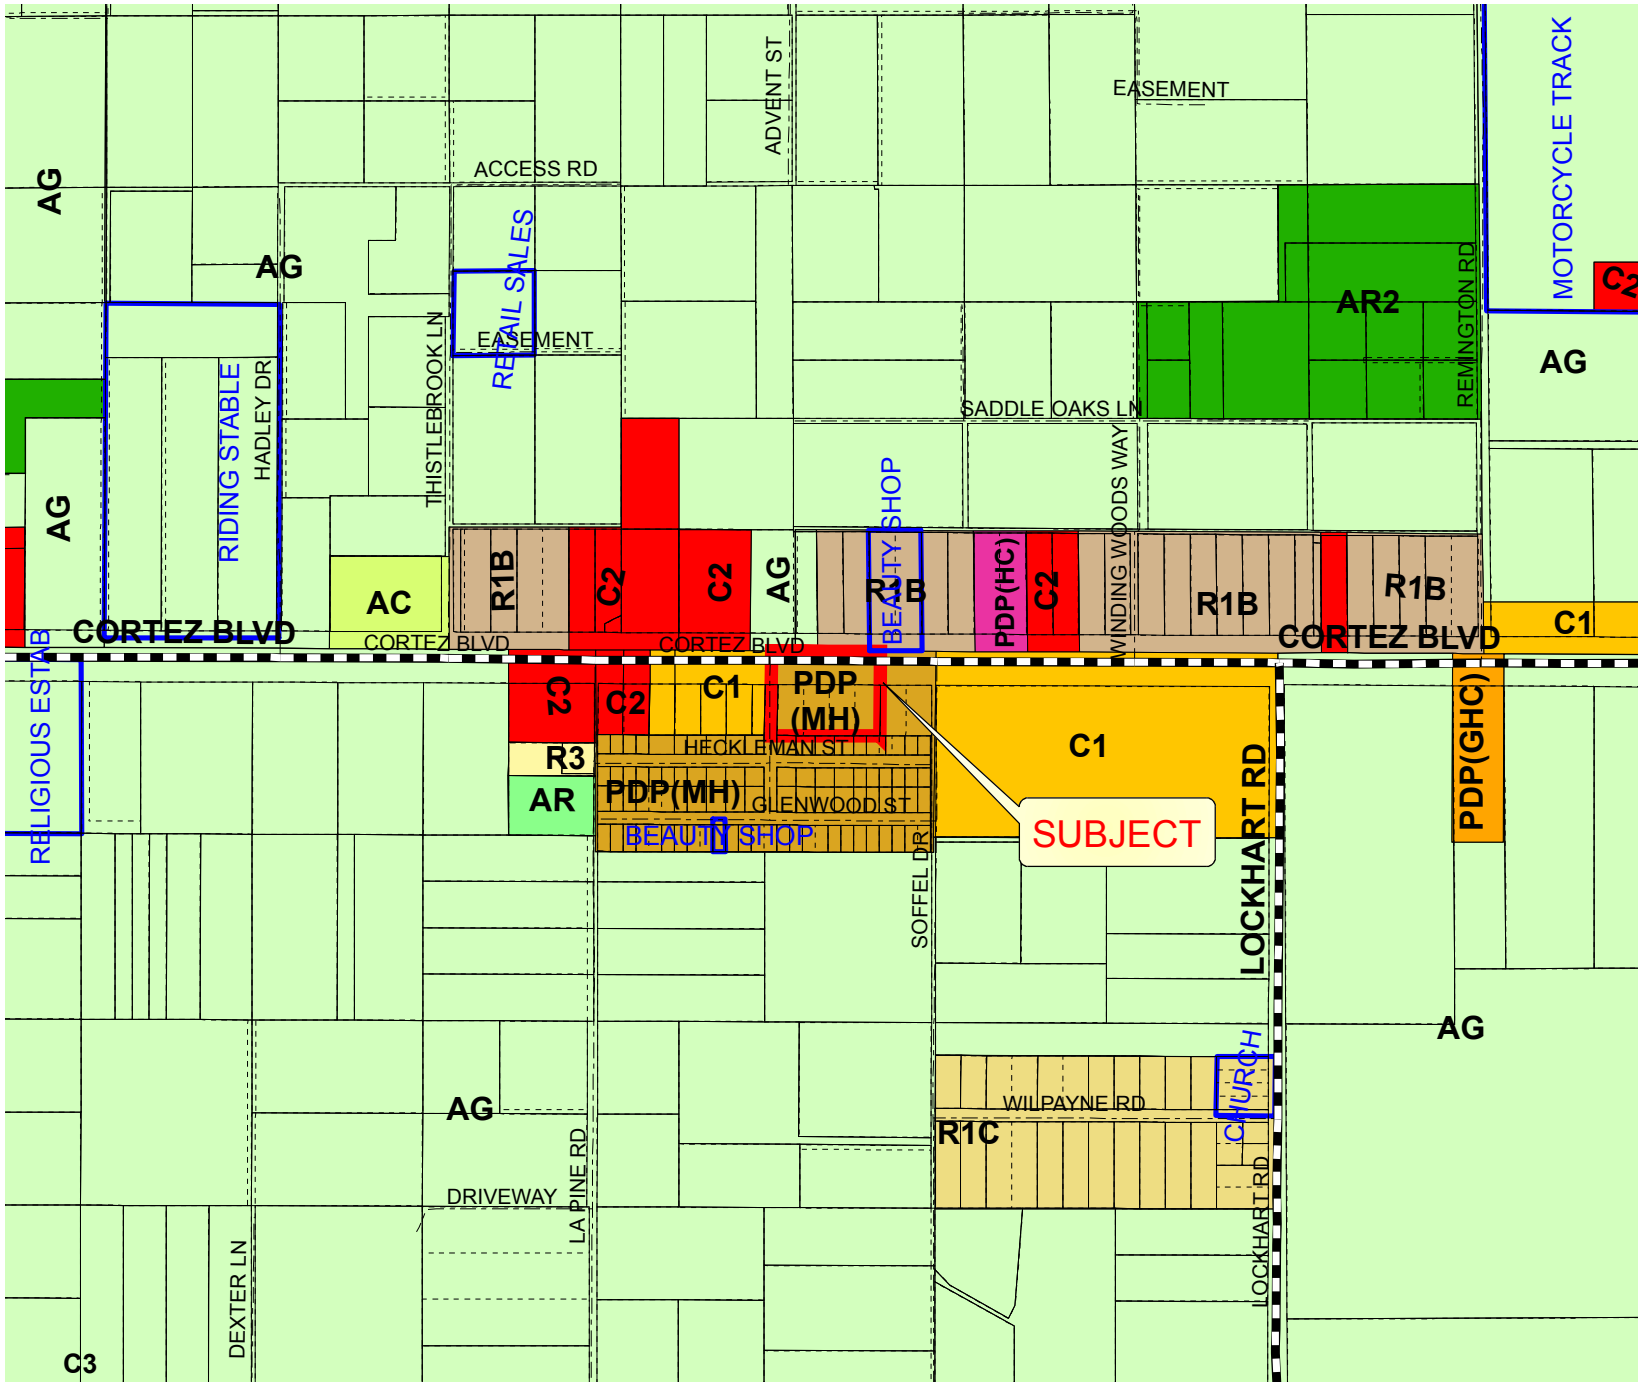 MOTORCYCLE TRACK
ADVENT ST
EASEMENT
ACCESS RD
AG
AG
RETAIL SALES
C2
AR2
REMINGTON RD
EASEMENT
AG
THISTLEBROOK LN
HADLEY DR
RIDING STABLE
SADDLE OAKS LN
WINDING WOODS WAY
AG
BEAUTY SHOP
R1B
C2
C2
AG
R1B
PDP(HC)
C2
R1B
R1B
AC
C1
CORTEZ BLVD
CORTEZ BLVD
CORTEZ BLVD
CORTEZ BLVD
RELIGIOUS ESTAB
C2
C2
C1
PDP
(MH)
PDP(GHC)
HECKLEMAN ST
C1
R3
AR
PDP(MH)
GLENWOOD ST
BEAUTY SHOP
SUBJECT
LOCKHART RD
SOFFEL DR
AG
CHURCH
AG
WILPAYNE RD
R1C
LA PINE RD
DRIVEWAY
LOCKHART RD
DEXTER LN
C3